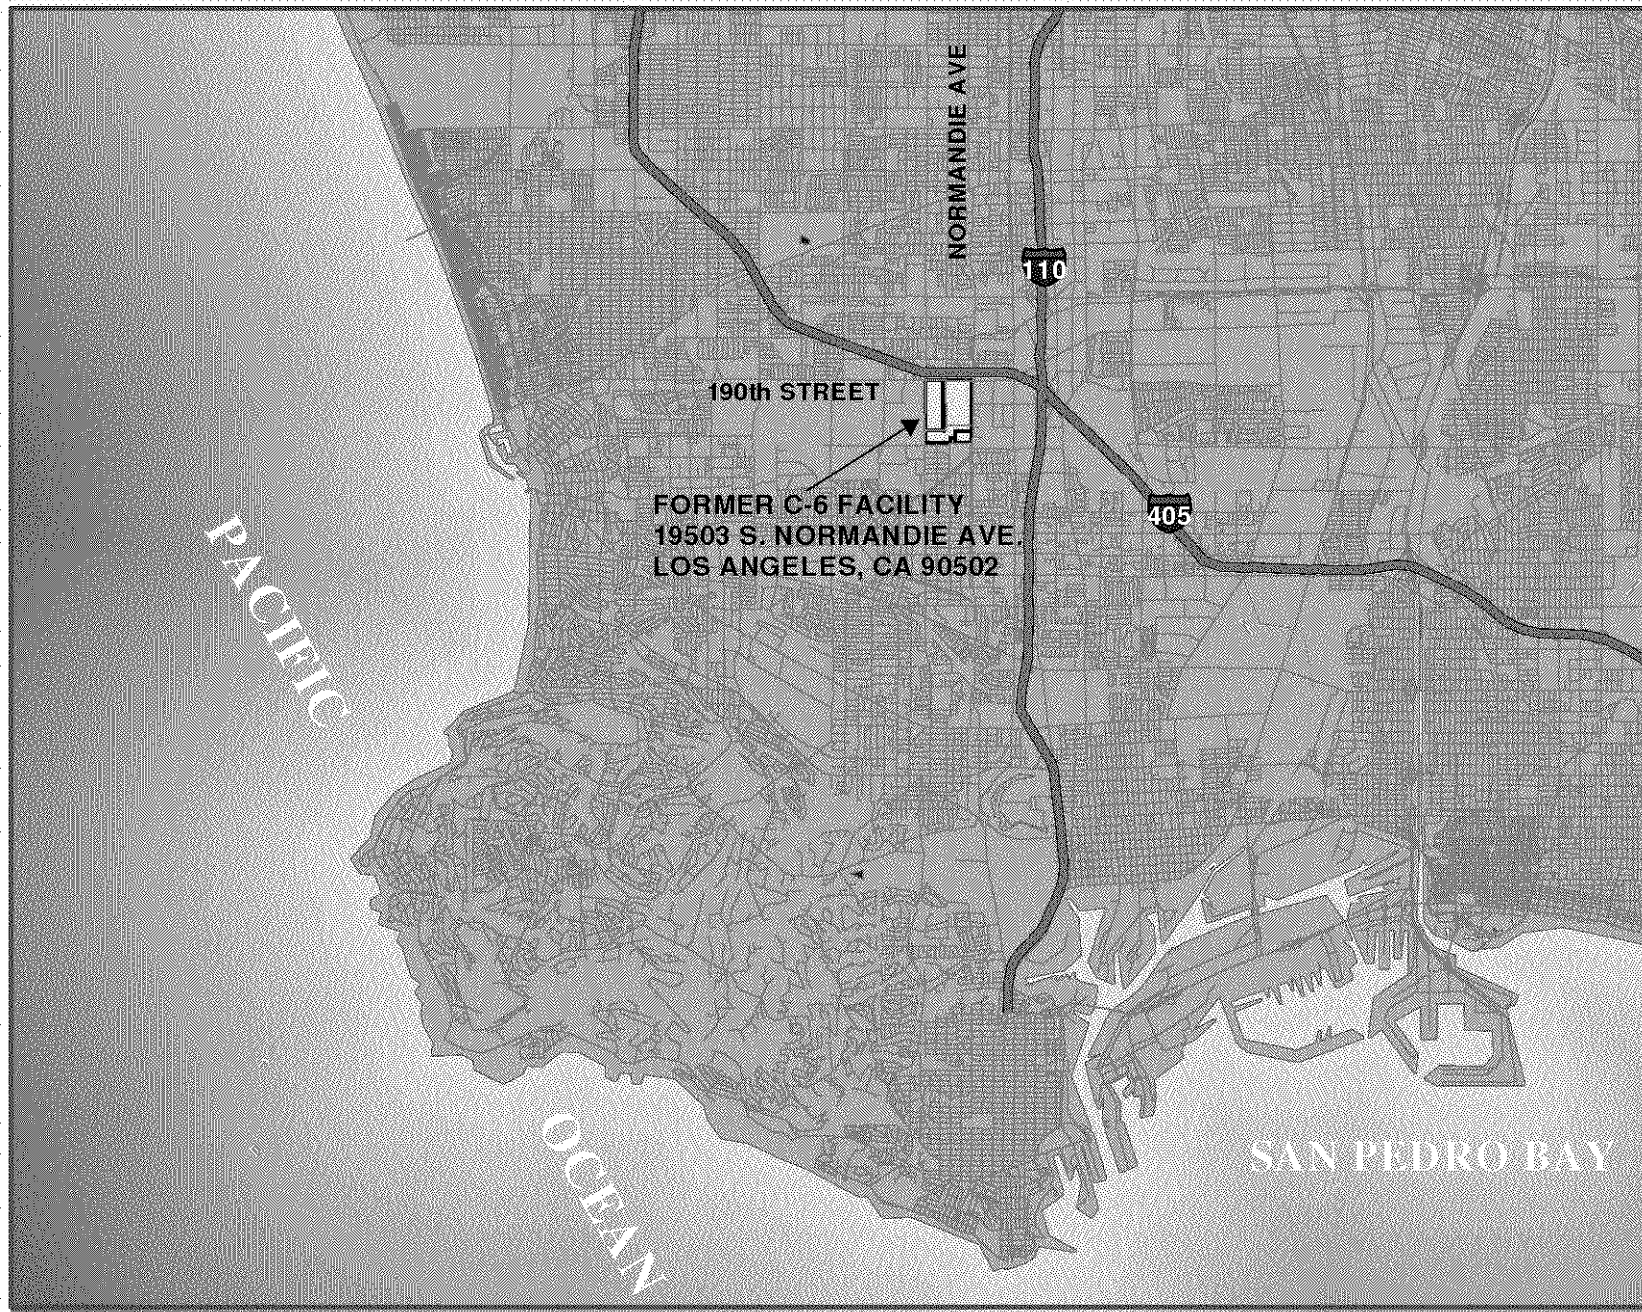 NORMANDIE AVE
110
190th STREET
FORMER C-6 FACILITY
19503 S. NORMANDIE AVE.
LOS ANGELES, CA 90502
405
PACIFIC
OCEAN
SAN PEDRO BAY